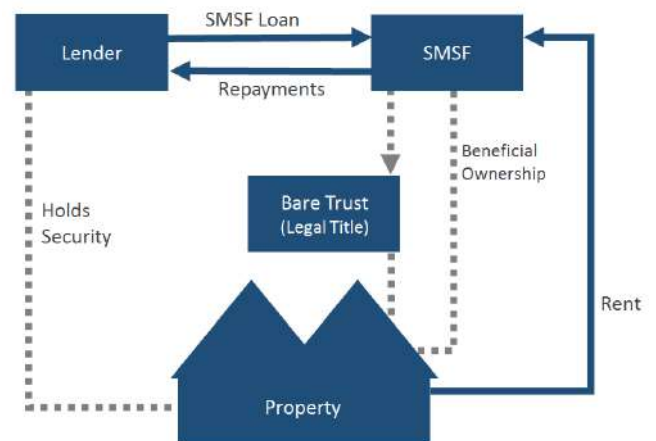 SMSF Loan
Lender
SMSF
Repayments
Beneficial
Ownership
Bare Trust
(Legal Title)
Holds
Security
Rent
Property